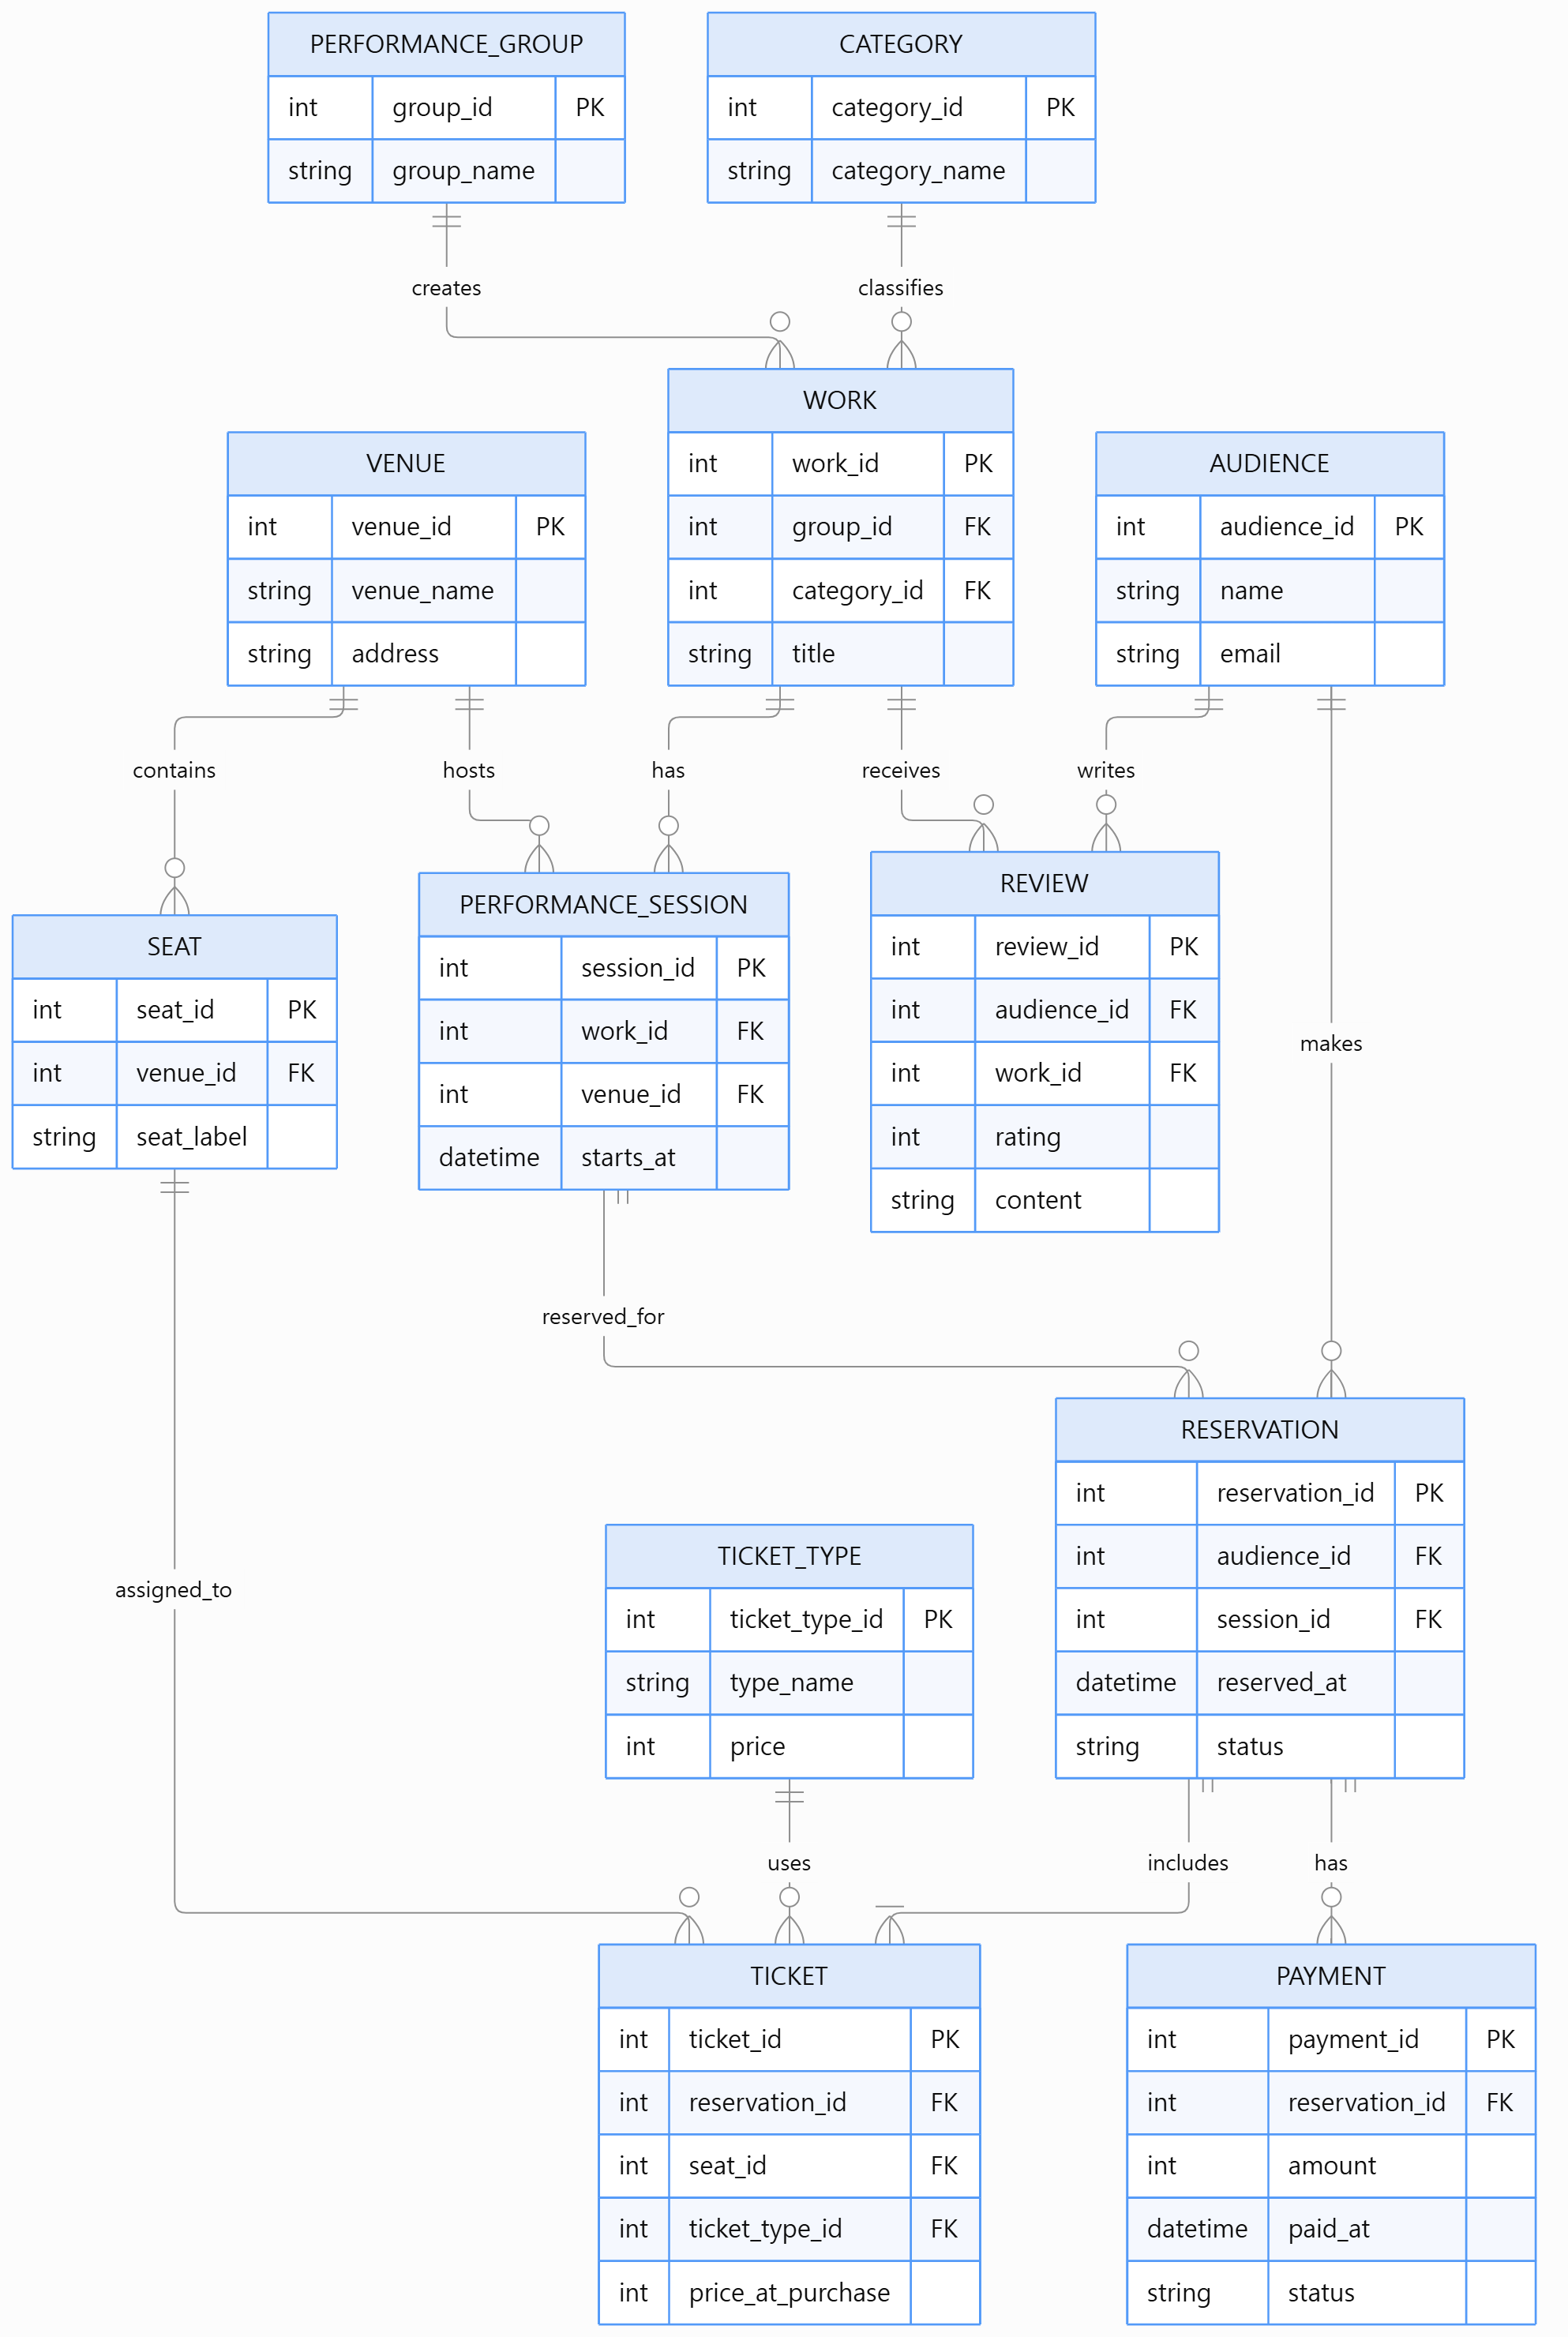 PERFORMANCE_GROUP
int group_id PK
string group_name
CATEGORY
int category_id PK
string category_name
creates
classifies
WORK
int work_id PK
int group_id FK
int category_id FK
string title
VENUE
int venue_id PK
string venue_name
string address
AUDIENCE
int audience_id PK
string name
string email
contains
hosts
has
receives
writes
SEAT
int seat_id PK
int venue_id FK
string seat_label
PERFORMANCE_SESSION
int session_id PK
int work_id FK
int venue_id FK
datetime starts_at
REVIEW
int review_id PK
int audience_id FK
int work_id FK
int rating
string content
makes
reserved_for
RESERVATION
int reservation_id PK
int audience_id FK
int session_id FK
datetime reserved_at
string status
assigned_to
TICKET_TYPE
int ticket_type_id PK
string type_name
int price
uses
includes
has
TICKET
int ticket_id PK
int reservation_id FK
int seat_id FK
int ticket_type_id FK
int price_at_purchase
PAYMENT
int payment_id PK
int reservation_id FK
int amount
datetime paid_at
string status